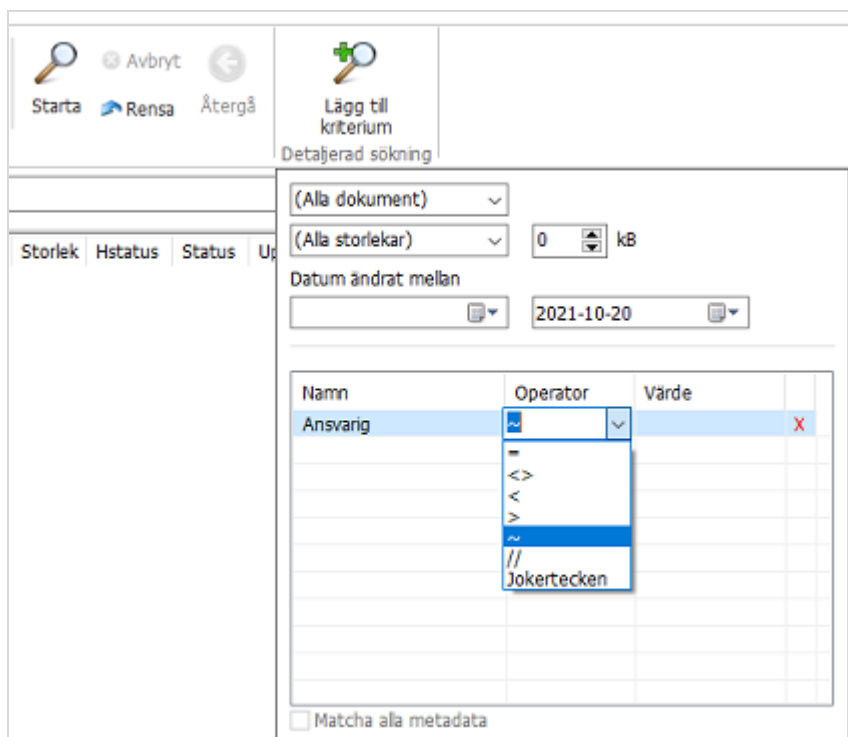 Avbryt
Starta Rensa Återgå
Lägg till
kriterium
Detaljerad sökning
(Alla dokument)
(Alla storlekar) 0 kB
Storlek Hstatus Status Up
Datum ändrat mellan
2021-10-20
Namn Operator Värde
Ansvarig ~ X
=
<>
<
>
~
//
Jokertecken
Matcha alla metadata